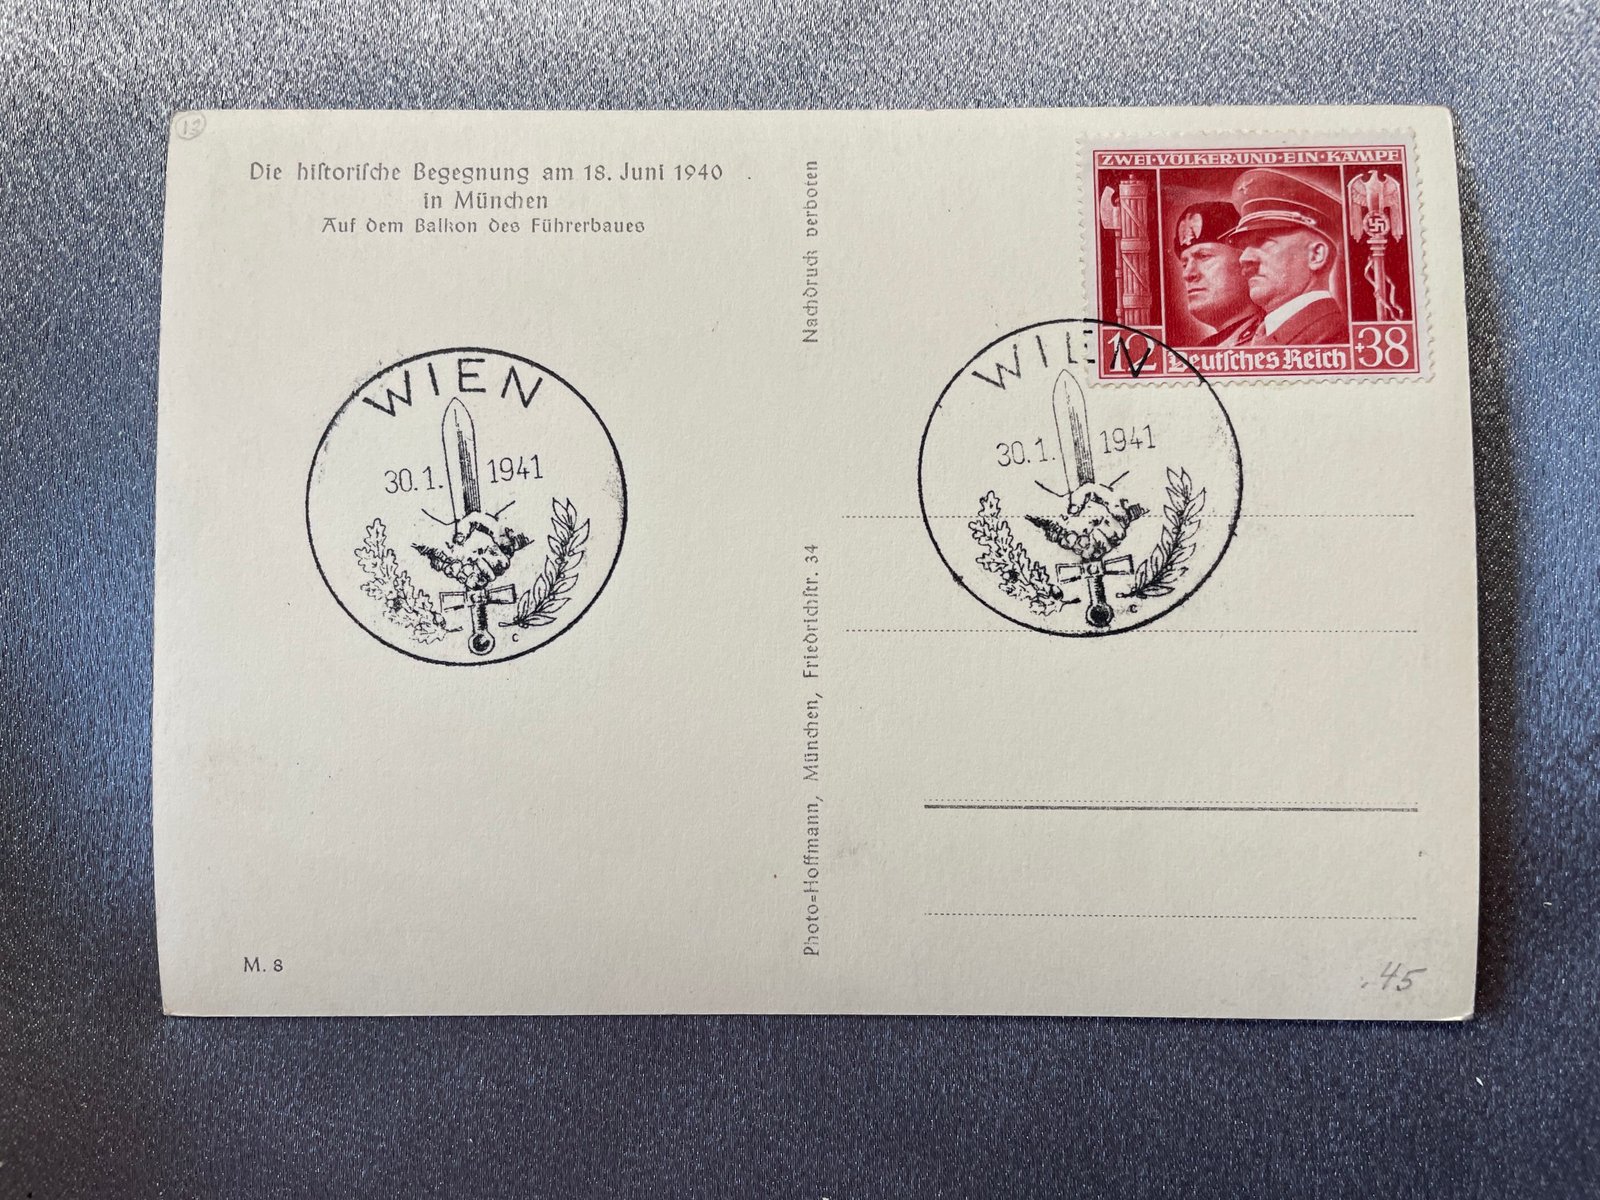 13
Die hiſtoriſche Begegnung am 18. Juni 1940
in München
Auf dem Balkon des Führerbaues
WIEN
30.1. 1941
C
M. 8
Photo=Hoffmann, München, Friedrichſtr. 34
Nachdruck verboten
ZWEI·VÖLKER·UND·EIN·KAMPF
12 Deutſches Reich +38
WIEN
30.1. 1941
C
.45